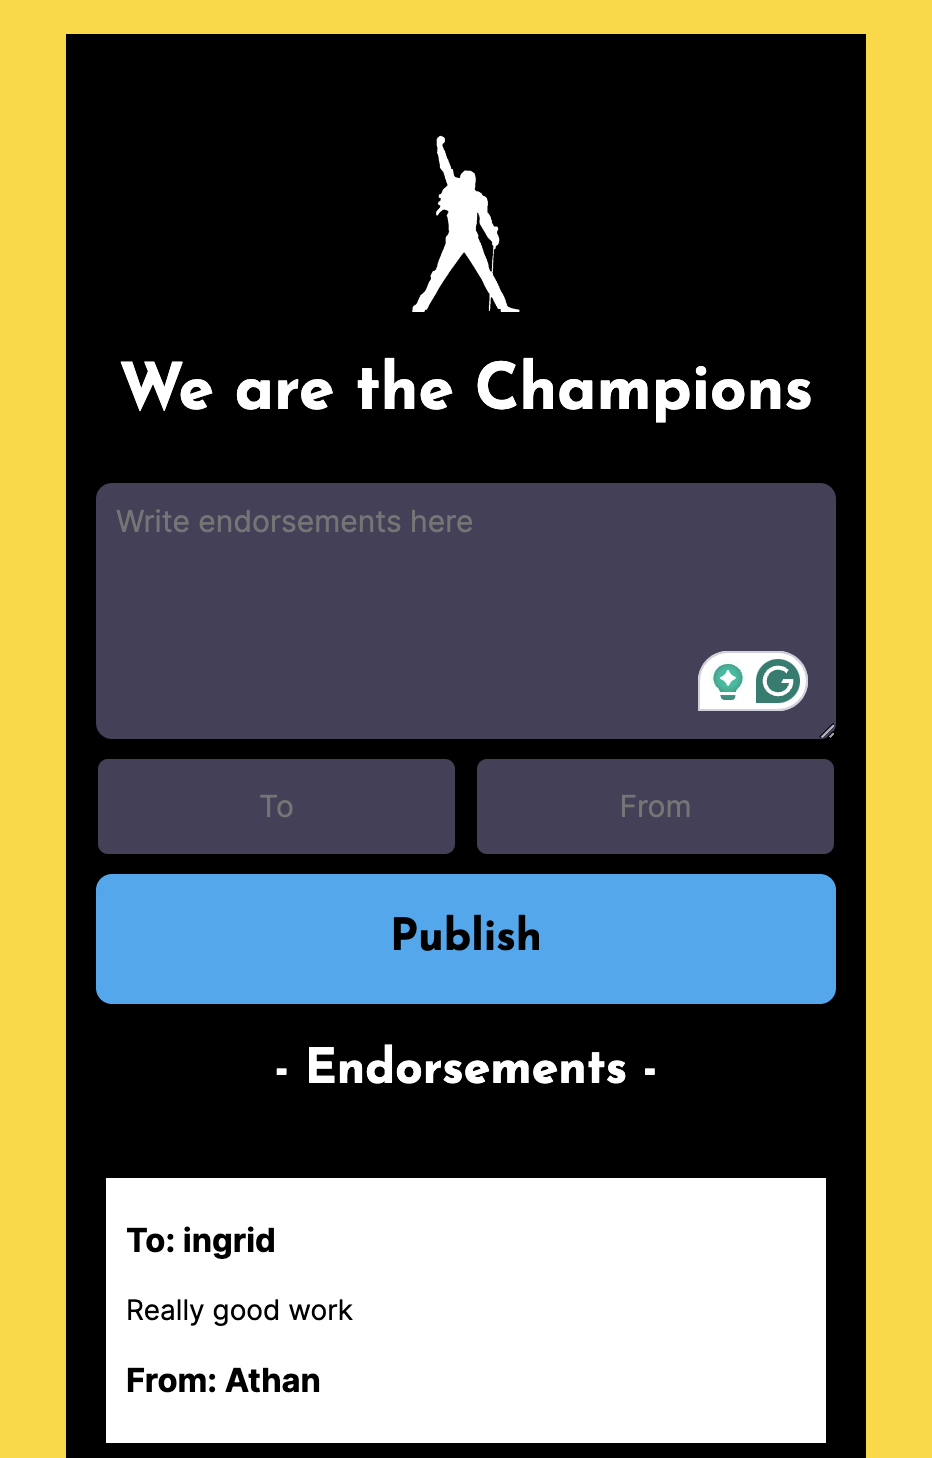 We are the Champions
Write endorsements here
To
From
Publish
- Endorsements -
To: ingrid
Really good work
From: Athan